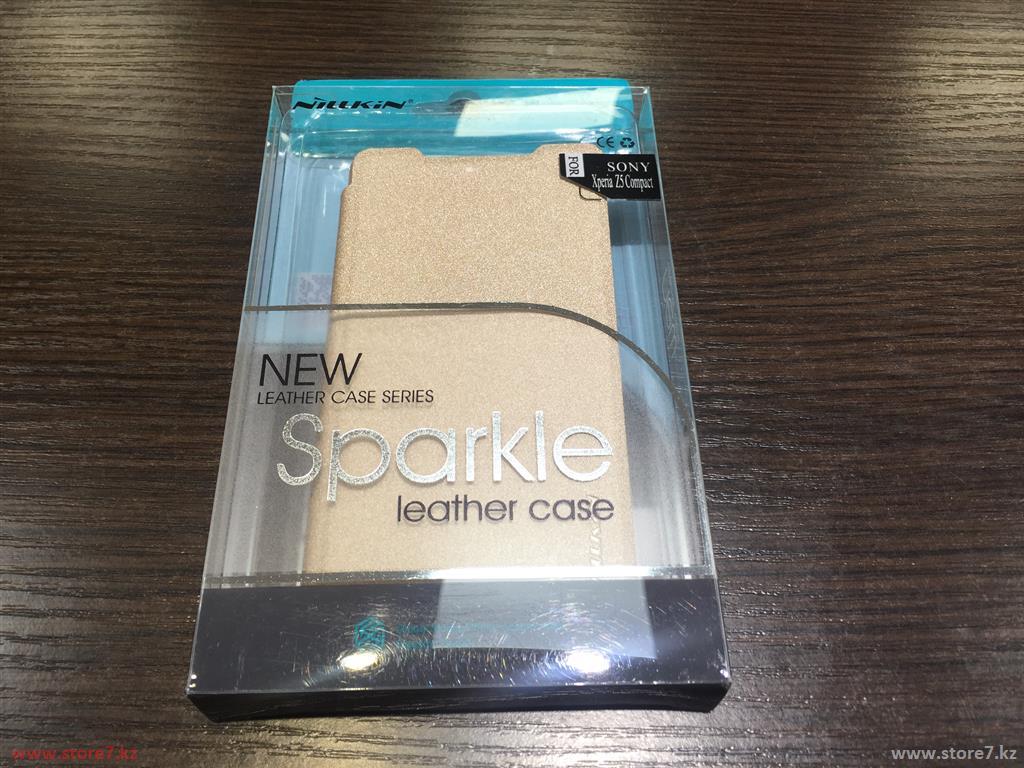 NILLKIN®
CE
FOR
SONY
Xperia Z5 Compact
NEW
LEATHER CASE SERIES
Sparkle
leather case
www.store7.kz
www.store7.kz